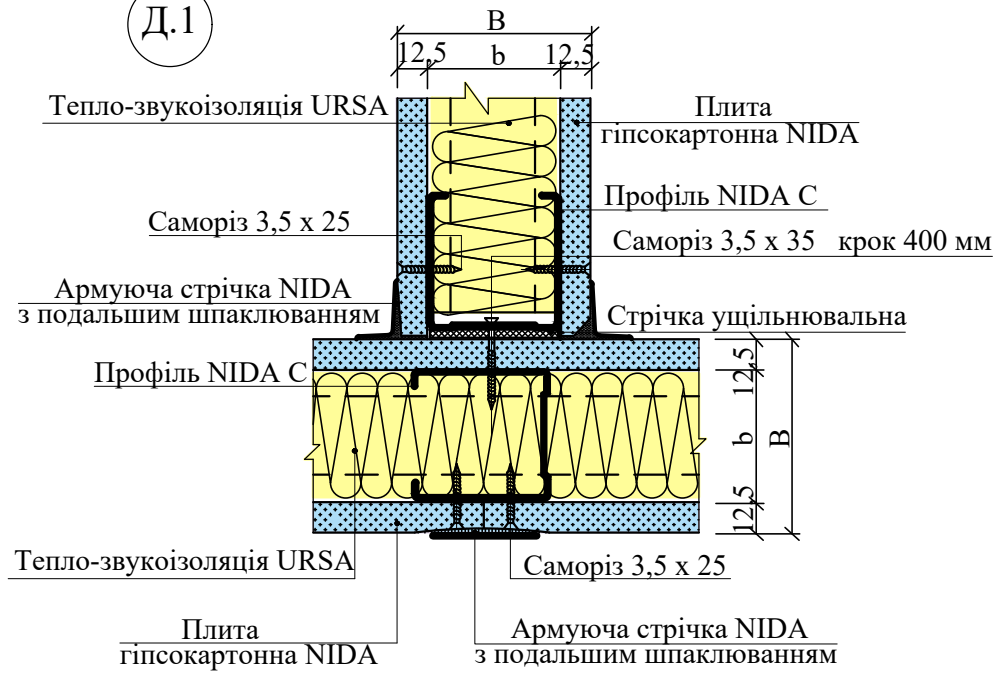 Д.1
В
12,5 b 12,5
Тепло-звукоізоляція URSA
Плита
гіпсокартонна NIDA
Профіль NIDA C
Саморіз 3,5 х 25
Саморіз 3,5 х 35 крок 400 мм
Армуюча стрічка NIDA
з подальшим шпаклюванням
Стрічка ущільнювальна
Профіль NIDA C
12,5
b
В
12,5
Тепло-звукоізоляція URSA
Саморіз 3,5 х 25
Плита
гіпсокартонна NIDA
Армуюча стрічка NIDA
з подальшим шпаклюванням